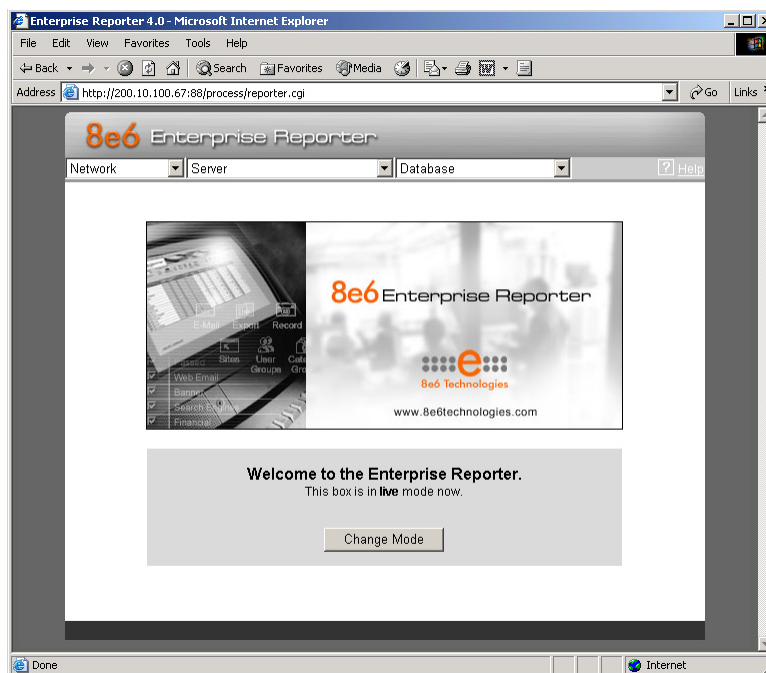 Enterprise Reporter 4.0 - Microsoft Internet Explorer
File Edit View Favorites Tools Help
Back Search Favorites Media
Address http://200.10.100.67:88/process/reporter.cgi Go Links
8e6 Enterprise Reporter
Network Server Database ? Help
8e6 Enterprise Reporter
E-Mail Export Record
Sites User Groups
Web Email
Banner
Search Engines
Financial
e
8e6 Technologies
www.8e6technologies.com
Welcome to the Enterprise Reporter.
This box is in live mode now.
Change Mode
Done Internet